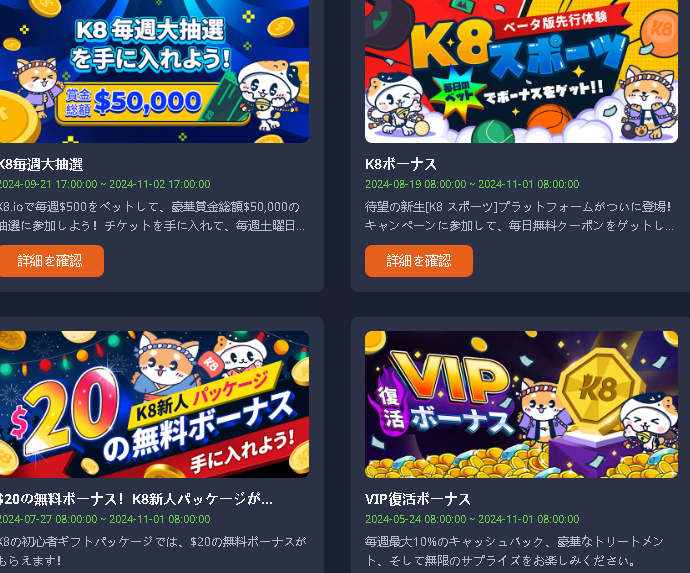 K8 毎週大抽選
を手に入れよう!
賞金
総額
$50,000
K8毎週大抽選
2024-09-21 17:00:00 ~ 2024-11-02 17:00:00
K8.ioで毎週$500をベットして、豪華賞金総額$50,000の
抽選に参加しよう! チケットを手に入れて、毎週土曜日...
詳細を確認
ベータ版先行体験
K8スポーツ
毎日の
ベット
でボーナスをゲット!!
K8
K8ボーナス
2024-08-19 08:00:00 ~ 2024-11-01 08:00:00
待望の新生[K8 スポーツ]プラットフォームがついに登場!
キャンペーンに参加して、毎日無料クーポンをゲットし...
詳細を確認
K8
$20
K8新人パッケージ
の無料ボーナス
手に入れよう!
$20の無料ボーナス! K8新人パッケージが...
2024-07-27 08:00:00 ~ 2024-11-01 08:00:00
K8の初心者ギフトパッケージでは、$20の無料ボーナスが
もらえます!
VIP
復活
ボーナス
K8
VIP復活ボーナス
2024-05-24 08:00:00 ~ 2024-11-01 08:00:00
毎週最大10%のキャッシュバック、豪華なトリートメン
ト、そして無限のサプライズをお楽しみください。